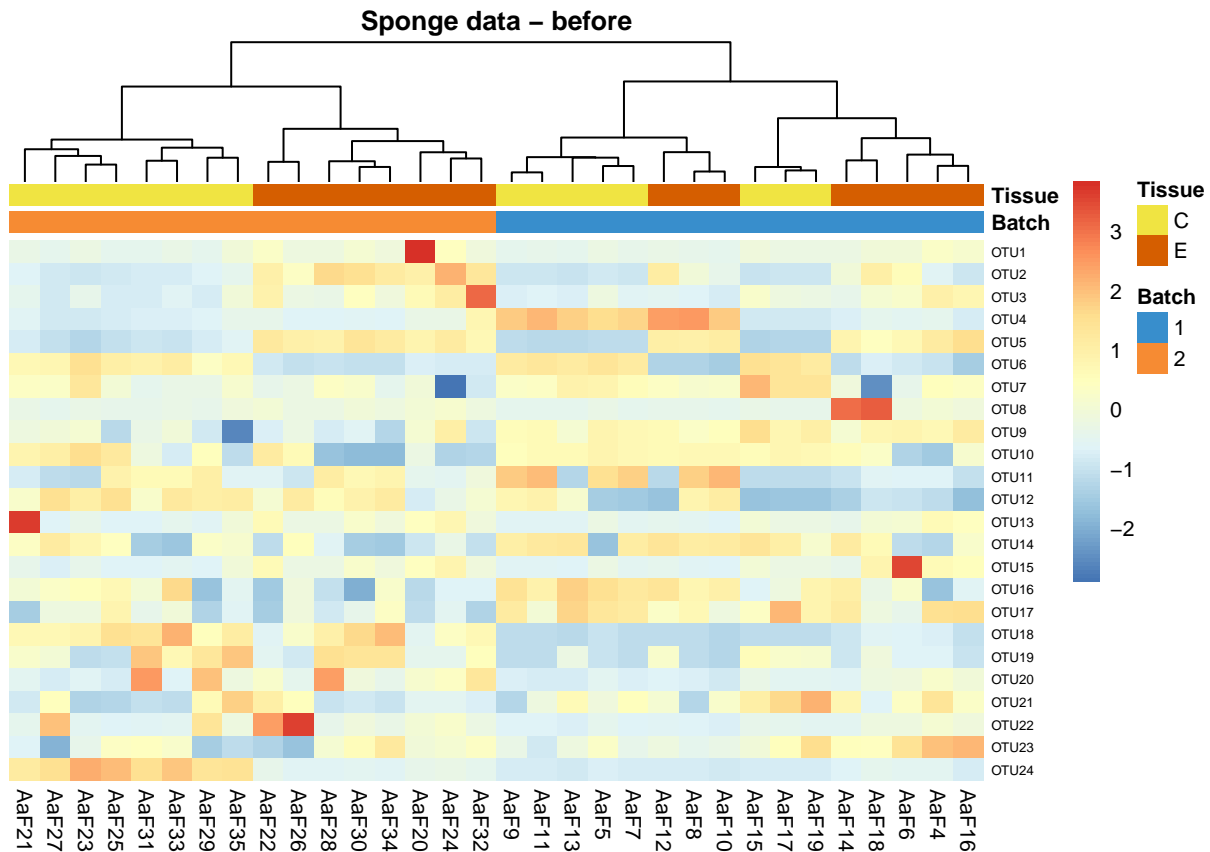 Sponge data – before
Tissue
Batch
OTU1
OTU2
OTU3
OTU4
OTU5
OTU6
OTU7
OTU8
OTU9
OTU10
OTU11
OTU12
OTU13
OTU14
OTU15
OTU16
OTU17
OTU18
OTU19
OTU20
OTU21
OTU22
OTU23
OTU24
AaF21
AaF27
AaF23
AaF25
AaF31
AaF33
AaF29
AaF35
AaF22
AaF26
AaF28
AaF30
AaF34
AaF20
AaF24
AaF32
AaF9
AaF11
AaF13
AaF5
AaF7
AaF12
AaF8
AaF10
AaF15
AaF17
AaF19
AaF14
AaF18
AaF6
AaF4
AaF16
3
2
1
0
−1
−2
Tissue
C
E
Batch
1
2